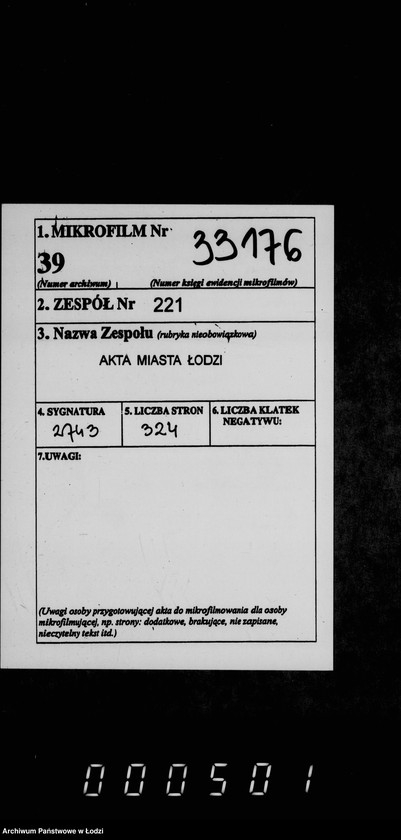 1. MIKROFILM Nr
33176
39
(Numer archiwum) (Numer księgi ewidencji mikrofilmów)
2. ZESPÓŁ Nr 221
3. Nazwa Zespołu (rubryka nieobowiązkowa)
AKTA MIASTA ŁODZI
4. SYGNATURA 5. LICZBA STRON 6. LICZBA KLATEK
NEGATYWU:
2743 324
7.UWAGI:
(Uwagi osoby przygotowującej akta do mikrofilmowania dla osoby
mikrofilmującej, np. strony: dodatkowe, brakujące, nie zapisane,
nieczytelny tekst itd.)
000501
Archiwum Państwowe w Łodzi